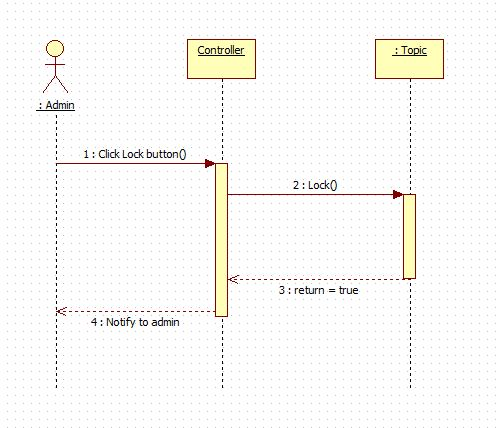 : Admin
Controller
: Topic
1 : Click Lock button()
2 : Lock()
3 : return = true
4 : Notify to admin